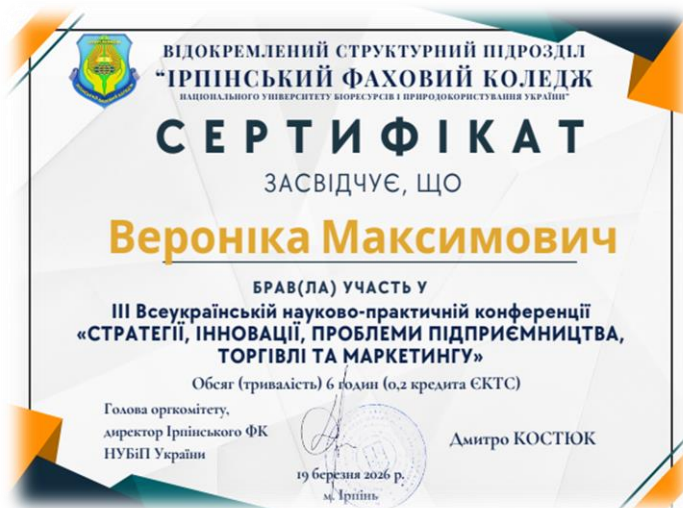 ВІДОКРЕМЛЕНИЙ СТРУКТУРНИЙ ПІДРОЗДІЛ
“ІРПІНСЬКИЙ ФАХОВИЙ КОЛЕДЖ
НАЦІОНАЛЬНОГО УНІВЕРСИТЕТУ БІОРЕСУРСІВ І ПРИРОДОКОРИСТУВАННЯ УКРАЇНИ”
СЕРТИФІКАТ
ЗАСВІДЧУЄ, ЩО
Вероніка Максимович
БРАВ(ЛА) УЧАСТЬ У
ІІІ Всеукраїнській науково-практичній конференції
«СТРАТЕГІЇ, ІННОВАЦІЇ, ПРОБЛЕМИ ПІДПРИЄМНИЦТВА,
ТОРГІВЛІ ТА МАРКЕТИНГУ»
Обсяг (тривалість) 6 годин (0,2 кредита ЄКТС)
Голова оргкомітету,
директор Ірпінського ФК
НУБіП України
Дмитро КОСТЮК
19 березня 2026 р.
м. Ірпінь